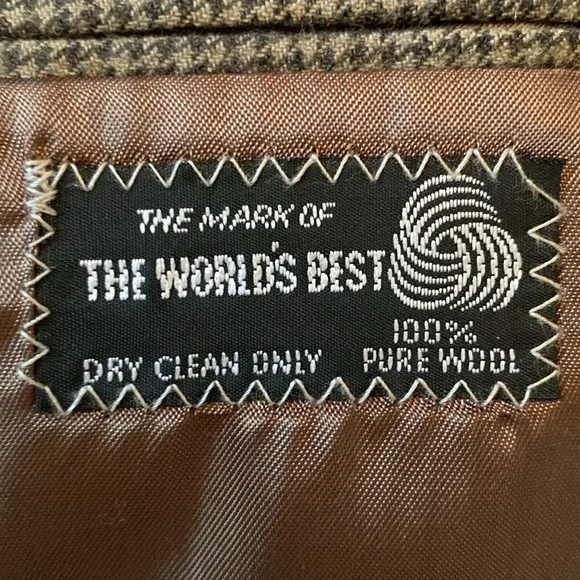 THE MARK OF
THE WORLD'S BEST
100%
DRY CLEAN ONLY PURE WOOL